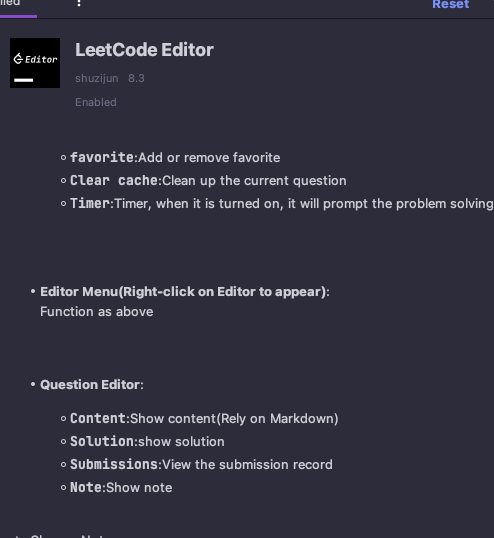 Reset
LeetCode Editor
Editor
shuzijun 8.3
Enabled
favorite:Add or remove favorite
Clear cache:Clean up the current question
Timer:Timer, when it is turned on, it will prompt the problem solving
Editor Menu(Right-click on Editor to appear):
Function as above
Question Editor:
Content:Show content(Rely on Markdown)
Solution:show solution
Submissions:View the submission record
Note:Show note